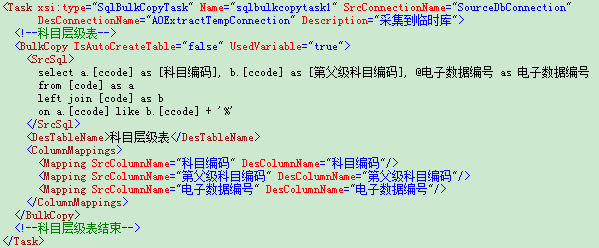 <Task xsi:type="SqlBulkCopyTask" Name="sqlbulkcopytask1" SrcConnectionName="SourceDbConnection"
DesConnectionName="AOExtractTempConnection" Description="采集到临时库">
<!--科目层级表-->
<BulkCopy IsAutoCreateTable="false" UsedVariable="true">
<SrcSql>
select a.[ccode] as [科目编码], b.[ccode] as [第父级科目编码], @电子数据编号 as 电子数据编号
from [code] as a
left join [code] as b
on a.[ccode] like b.[ccode] + '%'
</SrcSql>
<DesTableName>科目层级表</DesTableName>
<ColumnMappings>
<Mapping SrcColumnName="科目编码" DesColumnName="科目编码"/>
<Mapping SrcColumnName="第父级科目编码" DesColumnName="第父级科目编码"/>
<Mapping SrcColumnName="电子数据编号" DesColumnName="电子数据编号"/>
</ColumnMappings>
</BulkCopy>
<!--科目层级表结束-->
</Task>